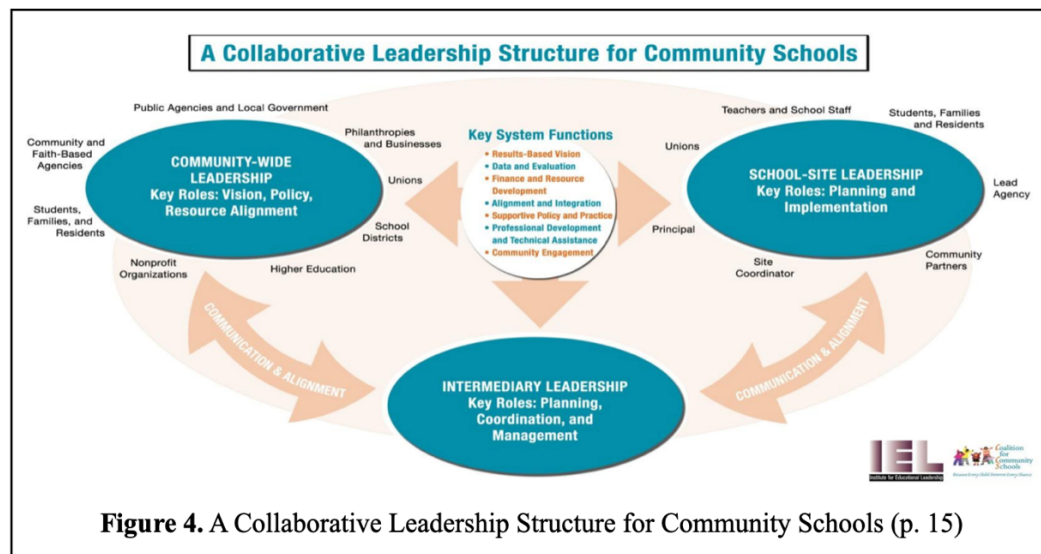 A Collaborative Leadership Structure for Community Schools
Public Agencies and Local Government
Community and
Faith-Based
Agencies
Philanthropies
and Businesses
COMMUNITY-WIDE
LEADERSHIP
Key Roles: Vision, Policy,
Resource Alignment
Unions
Students,
Families, and
Residents
School
Districts
Nonprofit
Organizations
Higher Education
Key System Functions
• Results-Based Vision
• Data and Evaluation
• Finance and Resource
Development
• Alignment and Integration
• Supportive Policy and Practice
• Professional Development
and Technical Assistance
• Community Engagement
Teachers and School Staff
Students, Families
and Residents
Unions
SCHOOL-SITE LEADERSHIP
Key Roles: Planning and
Implementation
Lead
Agency
Principal
Site
Coordinator
Community
Partners
COMMUNICATION & ALIGNMENT
COMMUNICATION & ALIGNMENT
INTERMEDIARY LEADERSHIP
Key Roles: Planning,
Coordination, and
Management
IEL
Institute for Educational Leadership
Coalition
for
Community
Schools
Because Every Child Deserves Every Chance
Figure 4. A Collaborative Leadership Structure for Community Schools (p. 15)